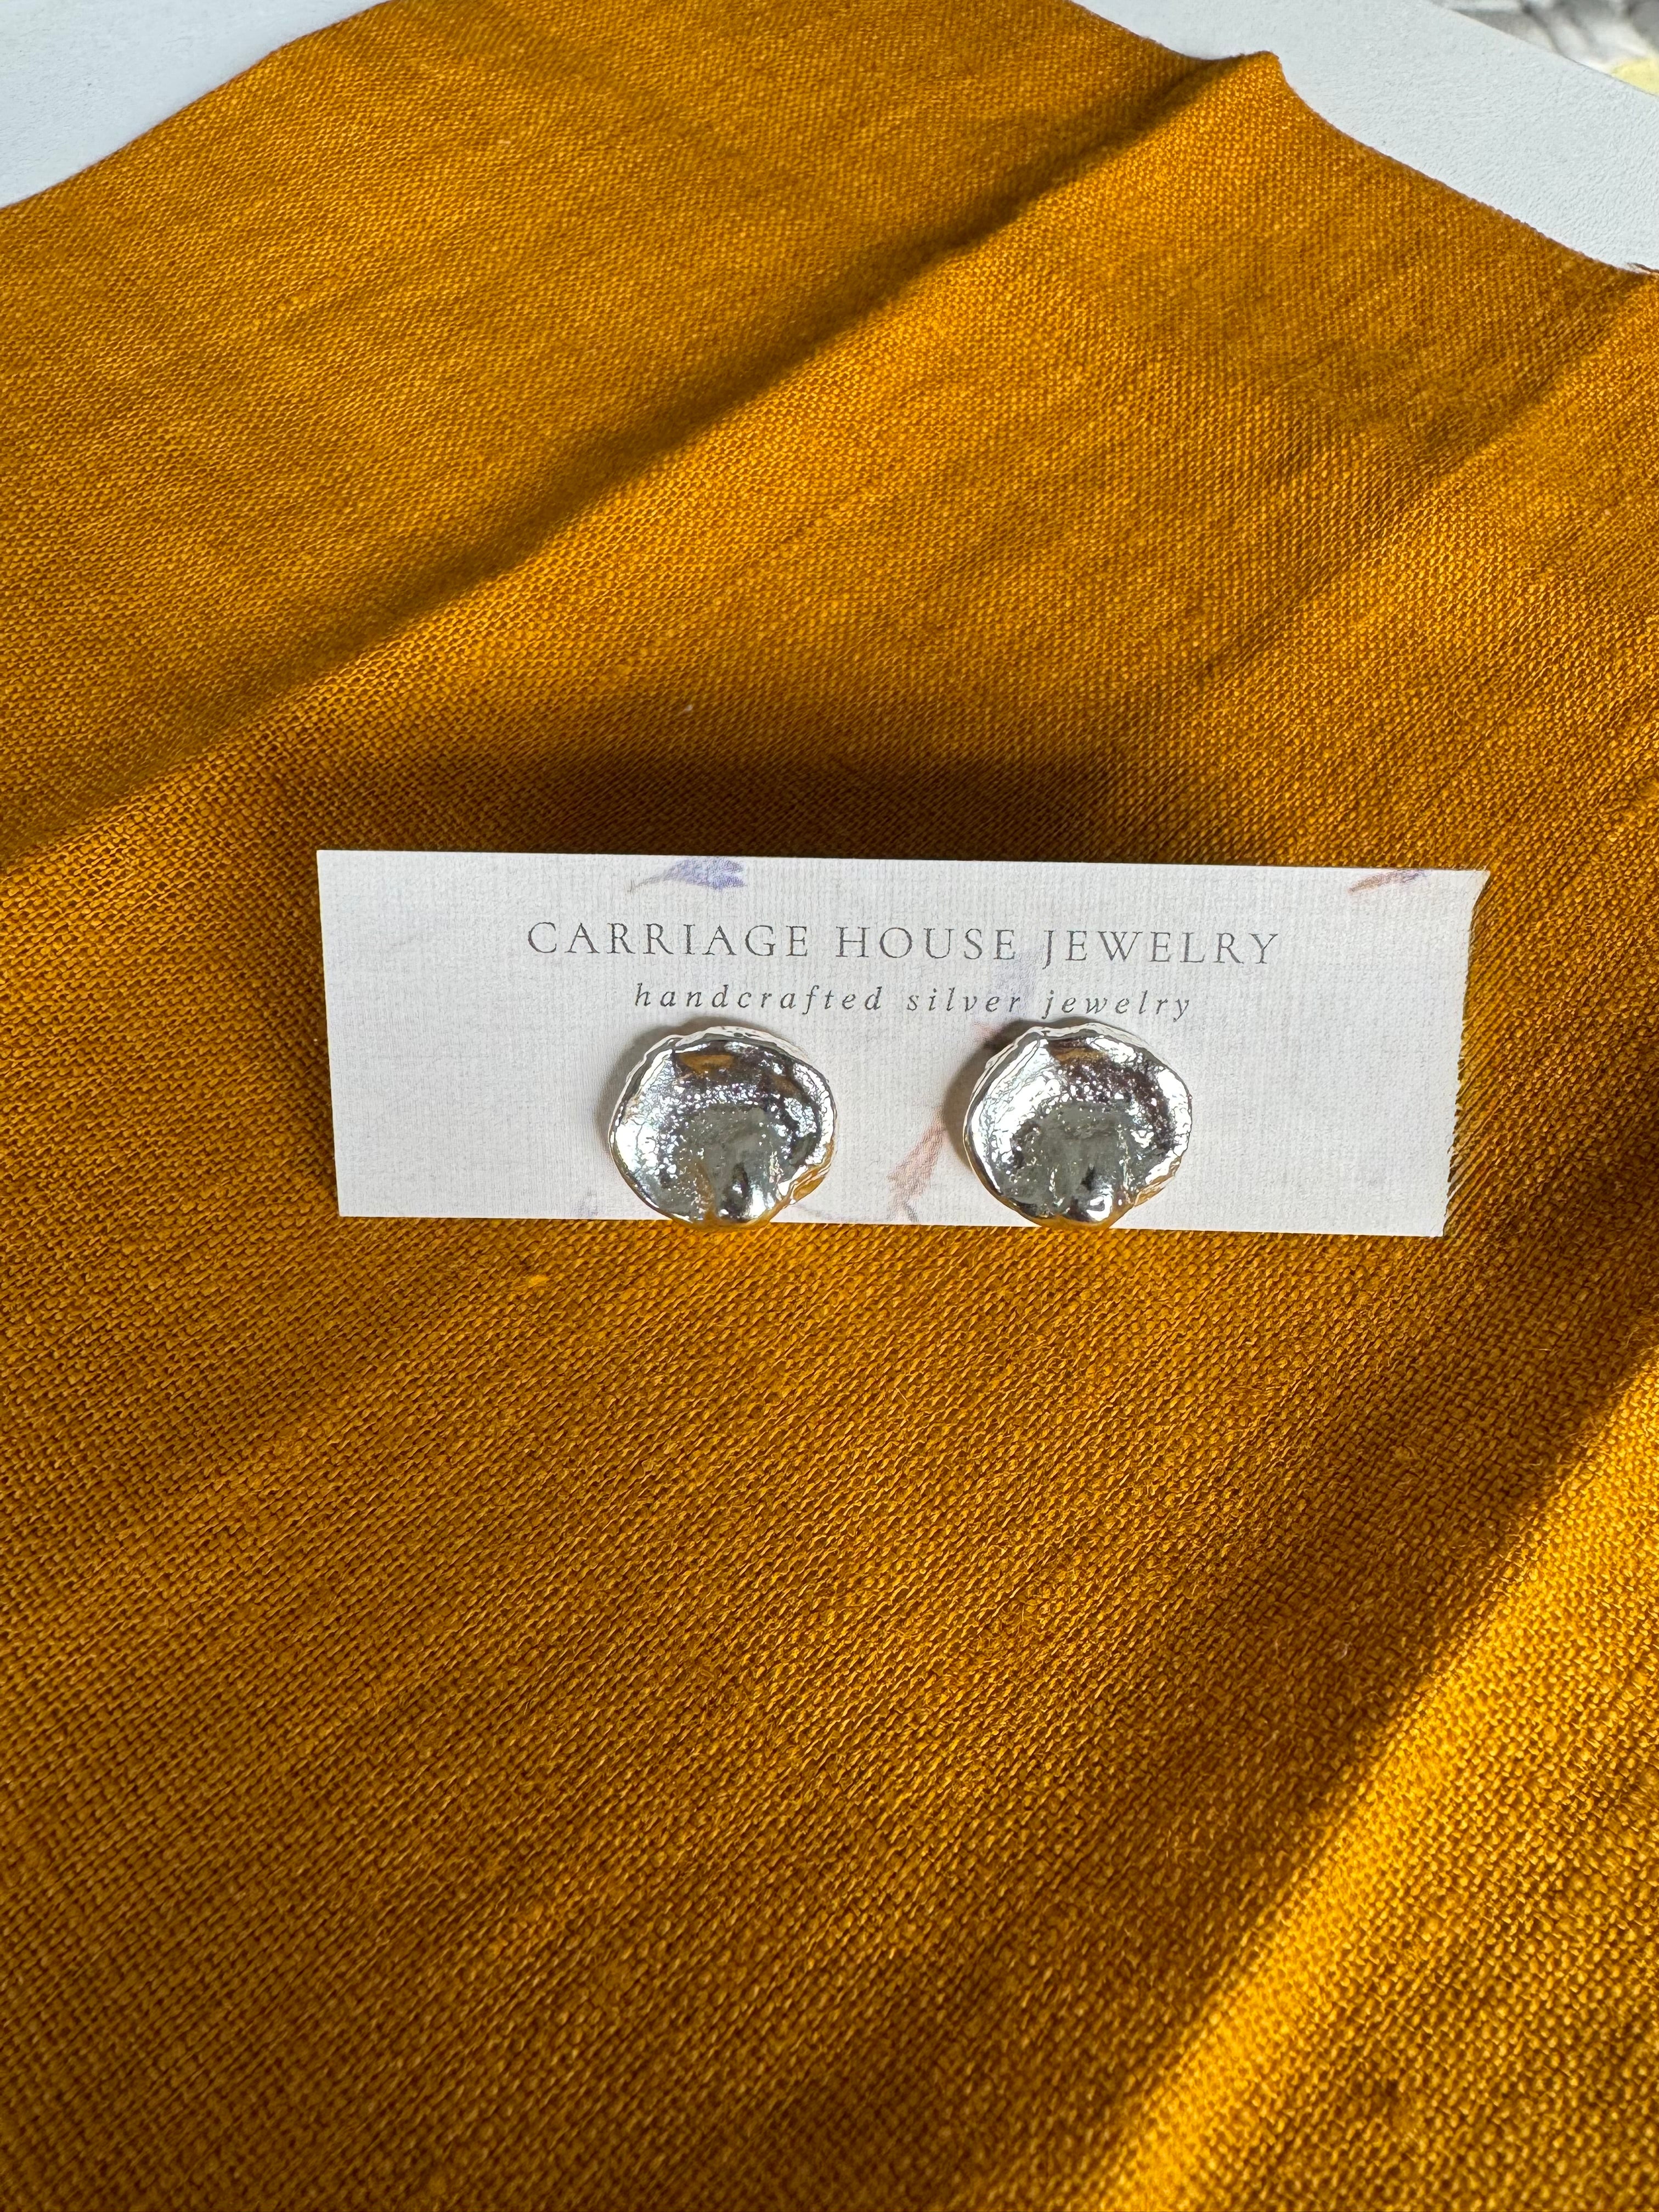 CARRIAGE HOUSE JEWELRY
handcrafted silver jewelry